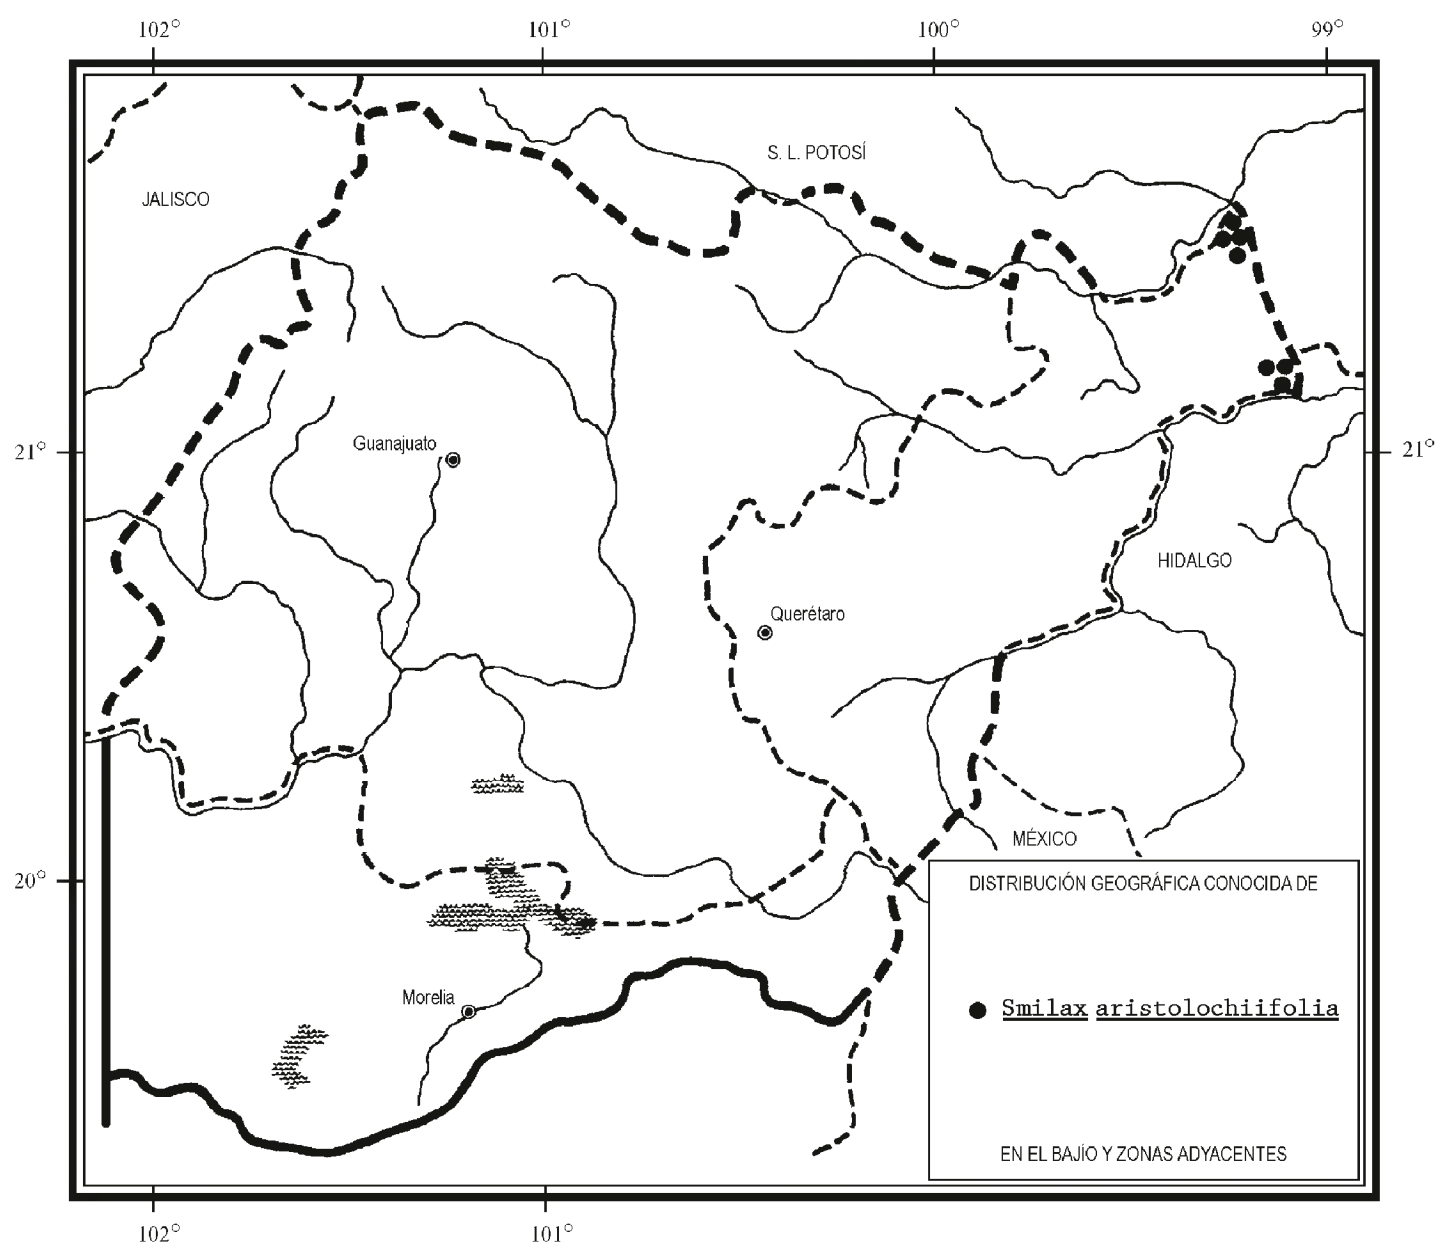 102° 101° 100° 99°
S. L. POTOSÍ
JALISCO
Guanajuato
21° 21°
HIDALGO
Querétaro
MÉXICO
20°
DISTRIBUCIÓN GEOGRÁFICA CONOCIDA DE
Morelia
Smilax aristolochiifolia
EN EL BAJÍO Y ZONAS ADYACENTES
102° 101°